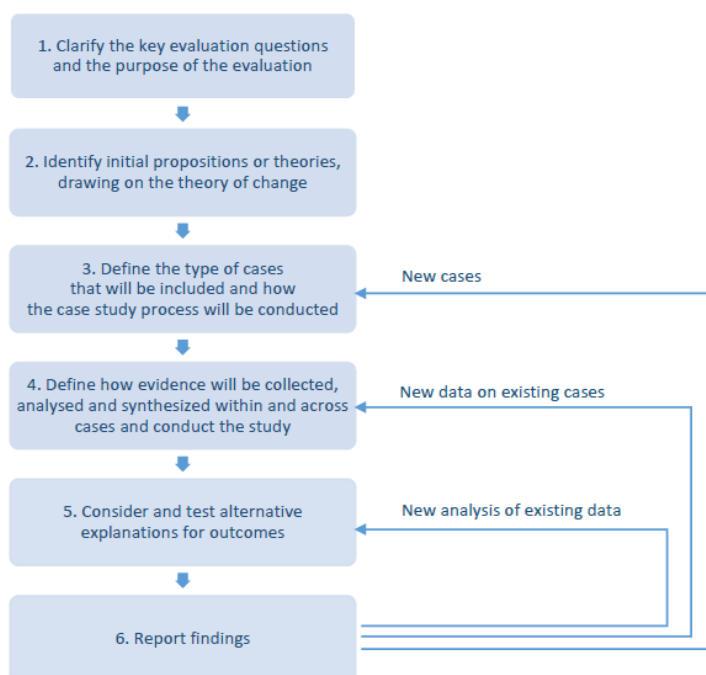 1. Clarify the key evaluation questions
and the purpose of the evaluation
2. Identify initial propositions or theories,
drawing on the theory of change
3. Define the type of cases
that will be included and how
the case study process will be conducted
New cases
4. Define how evidence will be collected,
analysed and synthesized within and across
cases and conduct the study
New data on existing cases
5. Consider and test alternative
explanations for outcomes
New analysis of existing data
6. Report findings